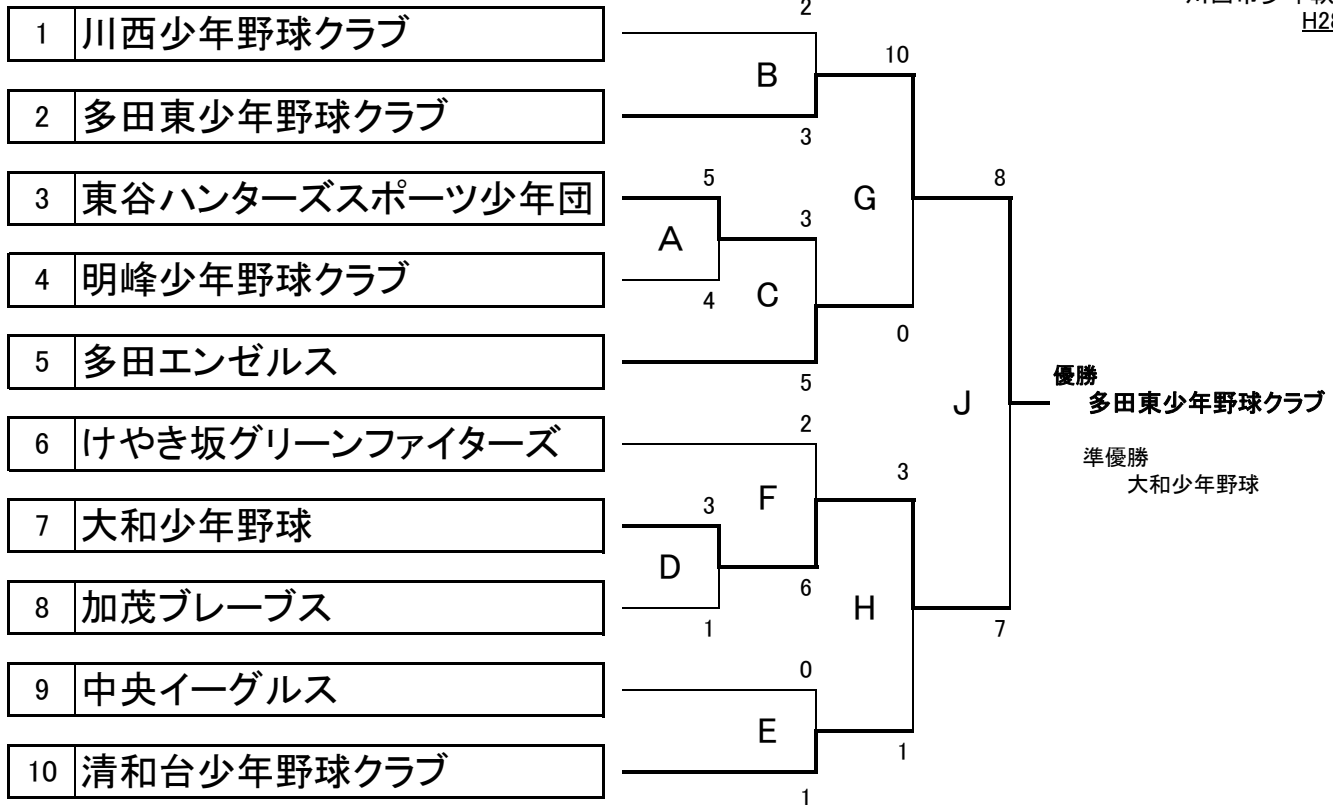 H28
1 川西少年野球クラブ
2
B
10
2 多田東少年野球クラブ
3
3 東谷ハンターズスポーツ少年団
5
A
3
G
8
4 明峰少年野球クラブ
4
C
0
5 多田エンゼルス
5
J
優勝
多田東少年野球クラブ
準優勝
大和少年野球
6 けやき坂グリーンファイターズ
2
F
3
7 大和少年野球
3
D
6
H
7
8 加茂ブレーブス
1
9 中央イーグルス
0
E
1
10 清和台少年野球クラブ
1